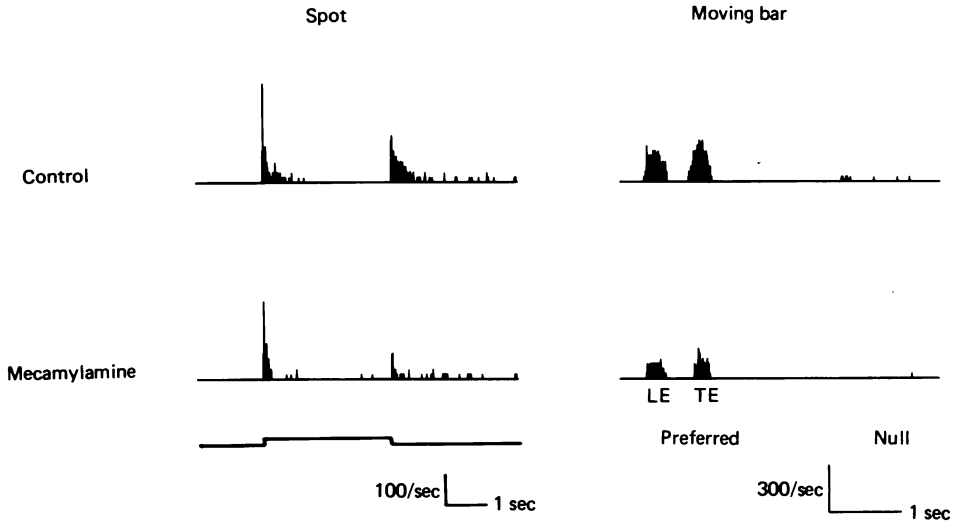 Spot
Moving bar
Control
Mecamylamine
LE TE
Preferred
Null
100/sec
1 sec
300/sec
1 sec